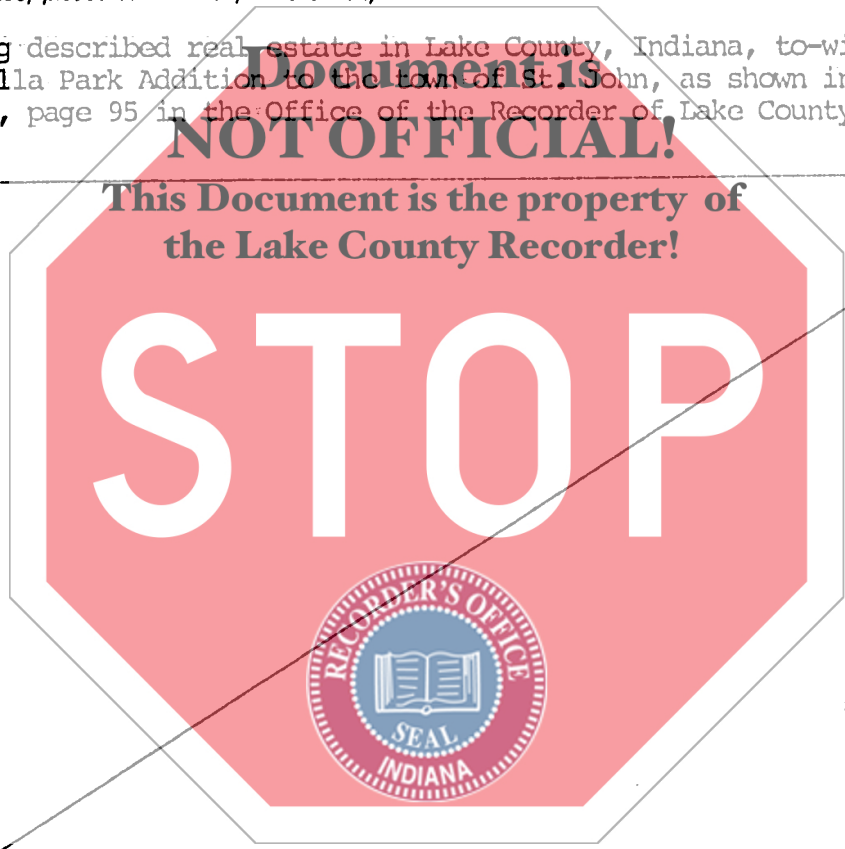 g described real estate in Lake County, Indiana, to-wi
lla Park Addition to the town of St. John, as shown in
, page 95 in the Office of the Recorder of Lake County
Document is
NOT OFFICIAL!
This Document is the property of
the Lake County Recorder!
STOP
RECORDER'S OFFICE
SEAL
INDIANA